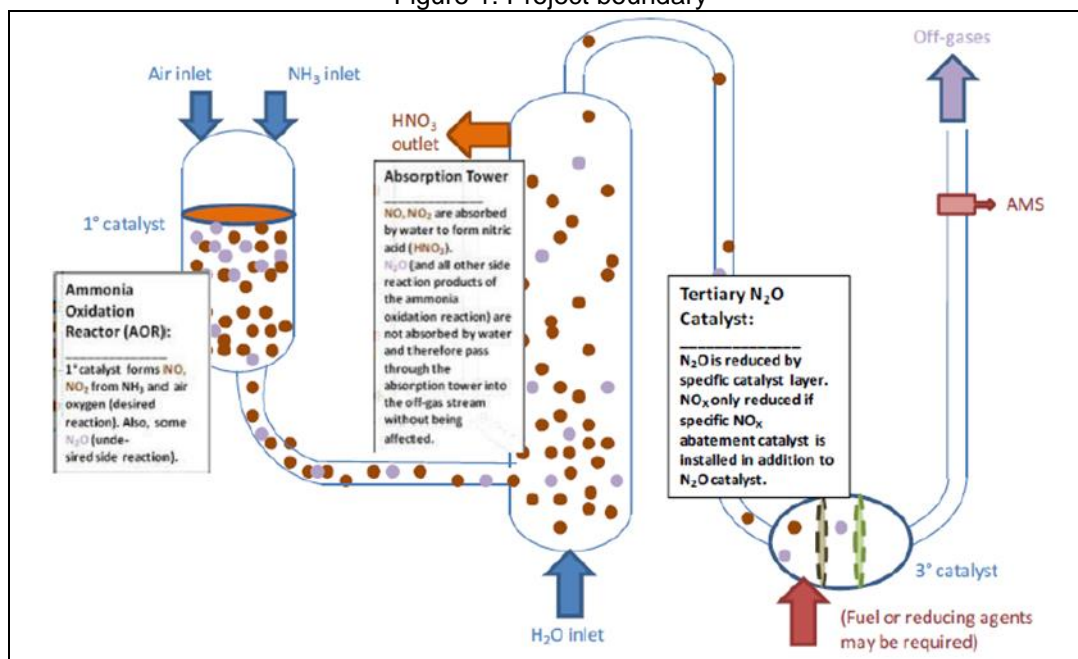 Figure 1: Project boundary
Off-gases
Air inlet
NH3 inlet
HNO3
outlet
Absorption Tower
NO, NO2 are absorbed
by water to form nitric
acid (HNO3).
N2O (and all other side
reaction products of
the ammonia
oxidation reaction) are
not absorbed by water
and therefore pass
through the
absorption tower into
the off-gas stream
without being
affected.
AMS
1° catalyst
Ammonia
Oxidation
Reactor (AOR):
1° catalyst forms NO,
NO2 from NH3 and air
oxygen (desired
reaction). Also, some
N2O (unde-
sired side reaction).
Tertiary N2O
Catalyst:
N2O is reduced by
specific catalyst layer.
NOX only reduced if
specific NOX
abatement catalyst is
installed in addition to
N2O catalyst.
3° catalyst
H2O inlet
(Fuel or reducing agents
may be required)